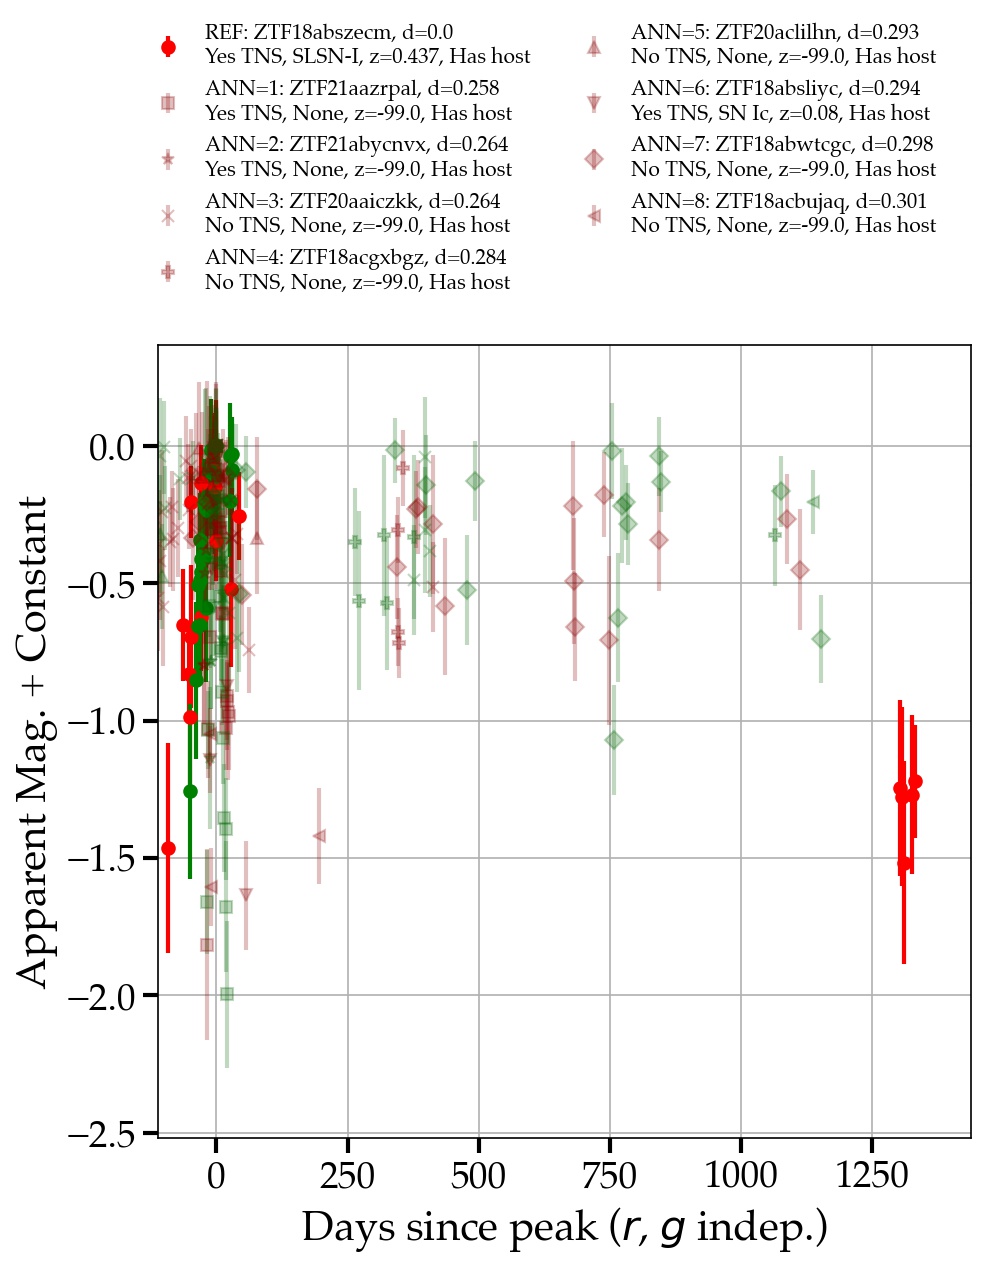 REF: ZTF18abszecm, d=0.0
Yes TNS, SLSN-I, z=0.437, Has host
ANN=1: ZTF21aazrpal, d=0.258
Yes TNS, None, z=-99.0, Has host
ANN=2: ZTF21abycnvx, d=0.264
Yes TNS, None, z=-99.0, Has host
ANN=3: ZTF20aaiczkk, d=0.264
No TNS, None, z=-99.0, Has host
ANN=4: ZTF18acgxbgz, d=0.284
No TNS, None, z=-99.0, Has host
ANN=5: ZTF20aclilhn, d=0.293
No TNS, None, z=-99.0, Has host
ANN=6: ZTF18absliyc, d=0.294
Yes TNS, SN Ic, z=0.08, Has host
ANN=7: ZTF18abwtcgc, d=0.298
No TNS, None, z=-99.0, Has host
ANN=8: ZTF18acbujaq, d=0.301
No TNS, None, z=-99.0, Has host
Apparent Mag. + Constant
0.0
−0.5
−1.0
−1.5
−2.0
−2.5
0 250 500 750 1000 1250
Days since peak (r, g indep.)